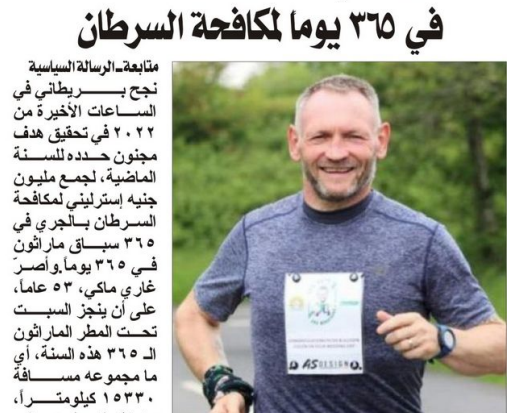 في ٣٦٥ يوماً لمكافحة السرطان
متابعة-الرسالة السياسية
نجح بريطاني في
الساعات الأخيرة من
٢٠٢٢ في تحقيق هدف
مجنون حدده للسنة
الماضية، لجمع مليون
جنيه إسترليني لمكافحة
السرطان بالجري في
٣٦٥ سباق ماراثون
في ٣٦٥ يوماً. وأصرّ
غاري ماكي، ٥٣ عاماً،
على أن ينجز السبت
تحت المطر الماراثون
الـ ٣٦٥ هذه السنة، أي
ما مجموعه مسافة
١٥٣٣٠ كيلومتراً،